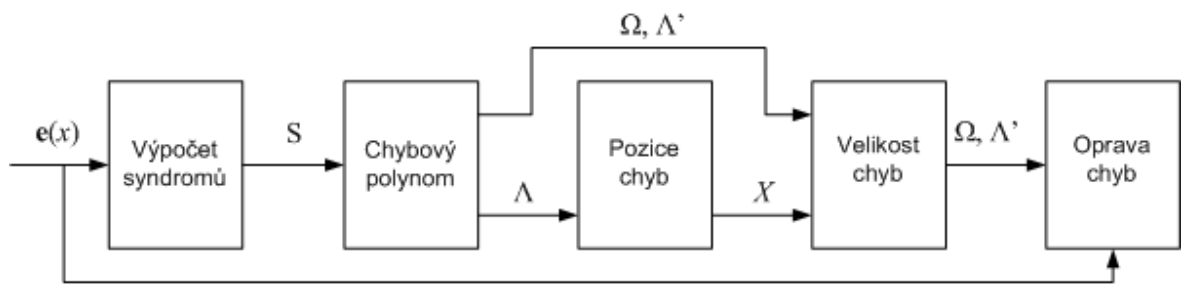 Ω, Λ’
e(x)
Výpočet
syndromů
S
Chybový
polynom
Λ
Pozice
chyb
X
Velikost
chyb
Ω, Λ’
Oprava
chyb